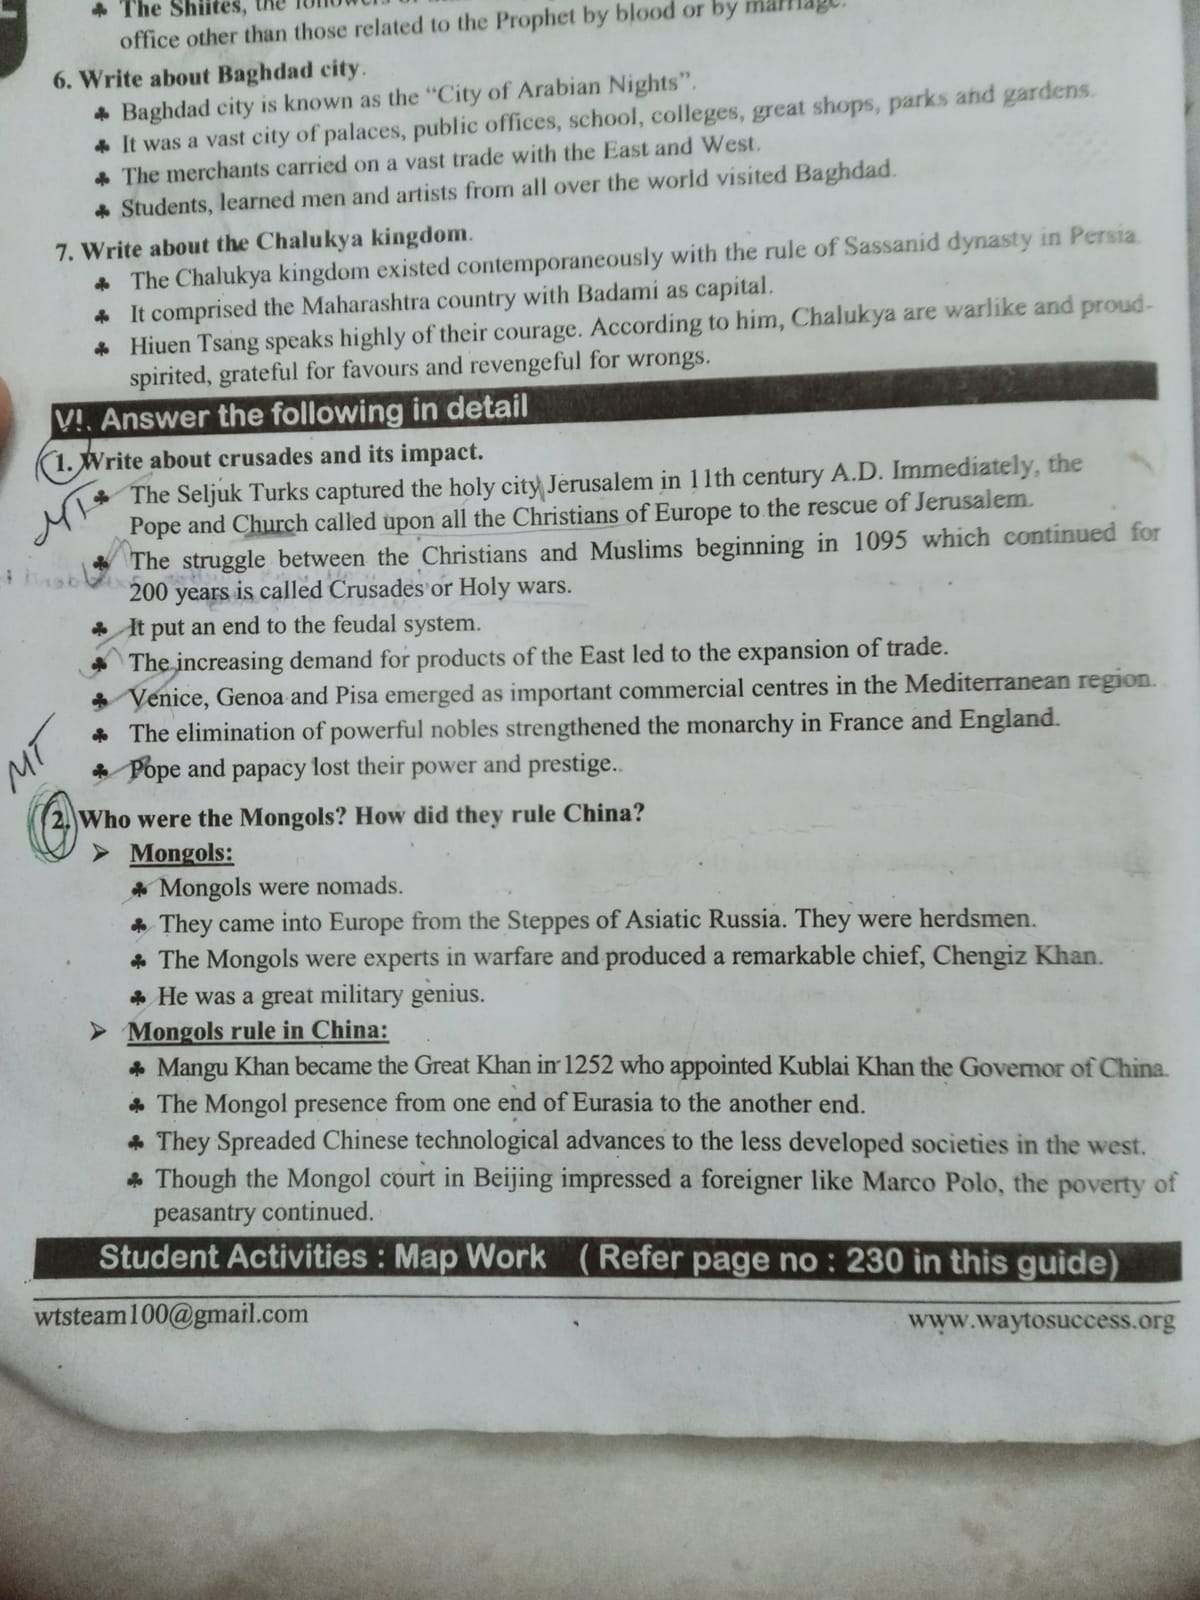 ♣ The Shiites, the followers of
office other than those related to the Prophet by blood or by marriage.
6. Write about Baghdad city.
♣ Baghdad city is known as the “City of Arabian Nights”.
♣ It was a vast city of palaces, public offices, school, colleges, great shops, parks and gardens.
♣ The merchants carried on a vast trade with the East and West.
♣ Students, learned men and artists from all over the world visited Baghdad.
7. Write about the Chalukya kingdom.
♣ The Chalukya kingdom existed contemporaneously with the rule of Sassanid dynasty in Persia.
♣ It comprised the Maharashtra country with Badami as capital.
♣ Hiuen Tsang speaks highly of their courage. According to him, Chalukya are warlike and proud-
spirited, grateful for favours and revengeful for wrongs.
VI. Answer the following in detail
1. Write about crusades and its impact.
MT
♣ The Seljuk Turks captured the holy city Jerusalem in 11th century A.D. Immediately, the
Pope and Church called upon all the Christians of Europe to the rescue of Jerusalem.
♣ The struggle between the Christians and Muslims beginning in 1095 which continued for
200 years is called Crusades or Holy wars.
♣ It put an end to the feudal system.
♣ The increasing demand for products of the East led to the expansion of trade.
♣ Venice, Genoa and Pisa emerged as important commercial centres in the Mediterranean region.
♣ The elimination of powerful nobles strengthened the monarchy in France and England.
♣ Pope and papacy lost their power and prestige.
MT
2. Who were the Mongols? How did they rule China?
➢ Mongols:
♣ Mongols were nomads.
♣ They came into Europe from the Steppes of Asiatic Russia. They were herdsmen.
♣ The Mongols were experts in warfare and produced a remarkable chief, Chengiz Khan.
♣ He was a great military genius.
➢ Mongols rule in China:
♣ Mangu Khan became the Great Khan in 1252 who appointed Kublai Khan the Governor of China.
♣ The Mongol presence from one end of Eurasia to the another end.
♣ They Spreaded Chinese technological advances to the less developed societies in the west.
♣ Though the Mongol court in Beijing impressed a foreigner like Marco Polo, the poverty of
peasantry continued.
Student Activities : Map Work ( Refer page no : 230 in this guide)
wtsteam100@gmail.com
www.waytosuccess.org